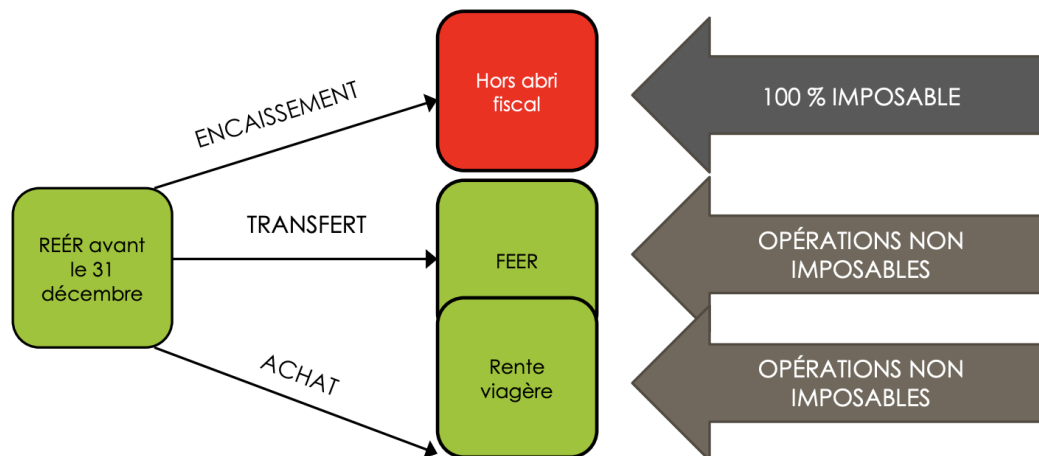 Hors abri
fiscal
100 % IMPOSABLE
ENCAISSEMENT
REÉR avant
le 31
décembre
TRANSFERT
FEER
OPÉRATIONS NON
IMPOSABLES
ACHAT
Rente
viagère
OPÉRATIONS NON
IMPOSABLES